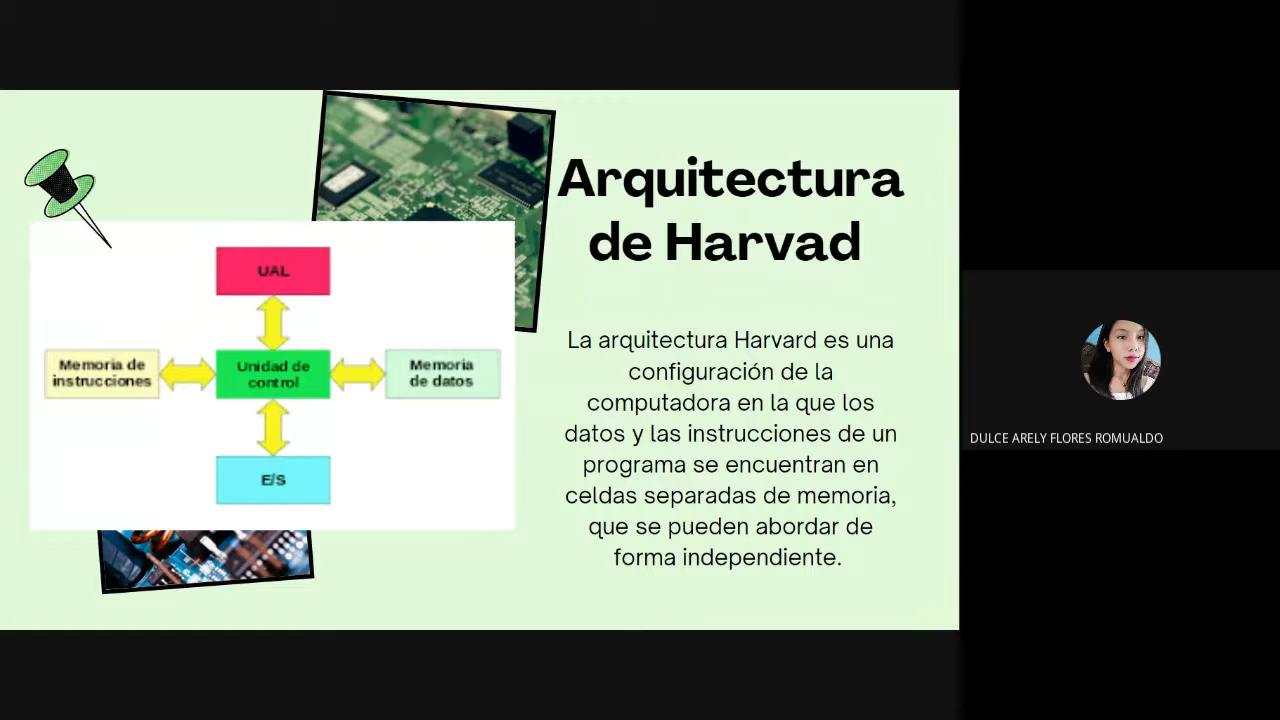 Arquitectura
de Harvad
UAL
Memoria de
instrucciones
Unidad de
control
Memoria
de datos
E/S
La arquitectura Harvard es una
configuración de la
computadora en la que los
datos y las instrucciones de un
programa se encuentran en
celdas separadas de memoria,
que se pueden abordar de
forma independiente.
DULCE ARELY FLORES ROMUALDO